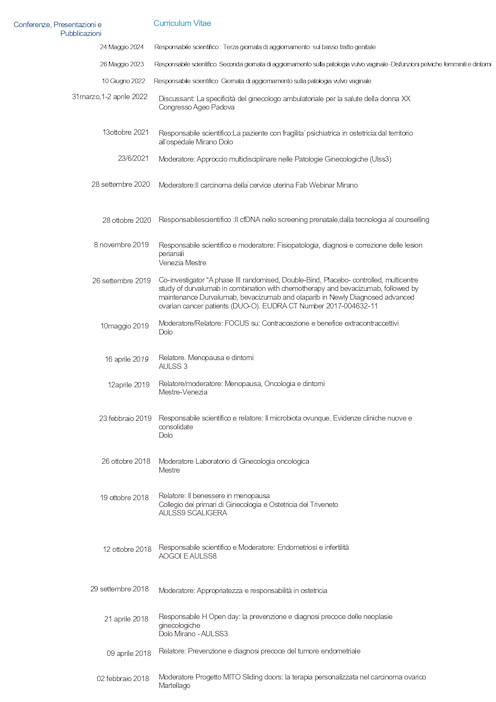 Conferenze, Presentazioni e
Pubblicazioni
Curriculum Vitae
24 Maggio 2024 Responsabile scientifico : Terza giornata di aggiornamento sul basso tratto genitale
26 Maggio 2023 Responsabile scientifico Seconda giornata di aggiornamento sulla patologia vulvo vaginale -Disfunzioni pelviche femminili e dintorni
10 Giugno 2022 Responsabile scientifico Giornata di aggiornamento sulla patologia vulvo vaginale
31marzo,1-2 aprile 2022 Discussant: La specificità del ginecologo ambulatoriale per la salute della donna XX
Congresso Ageo Padova
13ottobre 2021 Responsabile scientifico:La paziente con fragilita' psichiatrica in ostetricia:dal territorio
all'ospedale Mirano Dolo
23/6/2021 Moderatore: Approccio multidisciplinare nelle Patologie Ginecologiche (Ulss3)
28 settembre 2020 Moderatore:Il carcinoma della cervice uterina Fab Webinar Mirano
28 ottobre 2020 Responsabilescientifico :Il cfDNA nello screening prenatale,dalla tecnologia al counselling
8 novembre 2019 Responsabile scientifico e moderatore: Fisiopatologia, diagnosi e correzione delle lesion
perianali
Venezia Mestre
26 settembre 2019 Co-investigator "A phase III randomised, Double-Bind, Placebo- controlled, multicentre
study of durvalumab in combination with chemotherapy and bevacizumab, followed by
maintenance Durvalumab, bevacizumab and olaparib in Newly Diagnosed advanced
ovarian cancer patients (DUO-O). EUDRA CT Number 2017-004632-11
10maggio 2019 Moderatore/Relatore: FOCUS su: Contraccezione e benefice extracontraccettivi
Dolo
16 aprile 2019 Relatore. Menopausa e dintorni
AULSS 3
12aprile 2019 Relatore/moderatore: Menopausa, Oncologia e dintorni
Mestre-Venezia
23 febbraio 2019 Responsabile scientifico e relatore: Il microbiota ovunque. Evidenze cliniche nuove e
consolidate
Dolo
26 ottobre 2018 Moderatore Laboratorio di Ginecologia oncologica
Mestre
19 ottobre 2018 Relatore: Il benessere in menopausa
Collegio dei primari di Ginecologia e Ostetricia del Triveneto
AULSS9 SCALIGERA
12 ottobre 2018 Responsabile scientifico e Moderatore: Endometriosi e infertilità
AOGOI E AULSS8
29 settembre 2018 Moderatore: Appropriatezza e responsabilità in ostetricia
21 aprile 2018 Responsabile H Open day: la prevenzione e diagnosi precoce delle neoplasie
ginecologiche
Dolo Mirano - AULSS3
09 aprile 2018 Relatore: Prevenzione e diagnosi precoce del tumore endometriale
02 febbraio 2018 Moderatore Progetto MITO Sliding doors: la terapia personalizzata nel carcinoma ovarico
Martellago